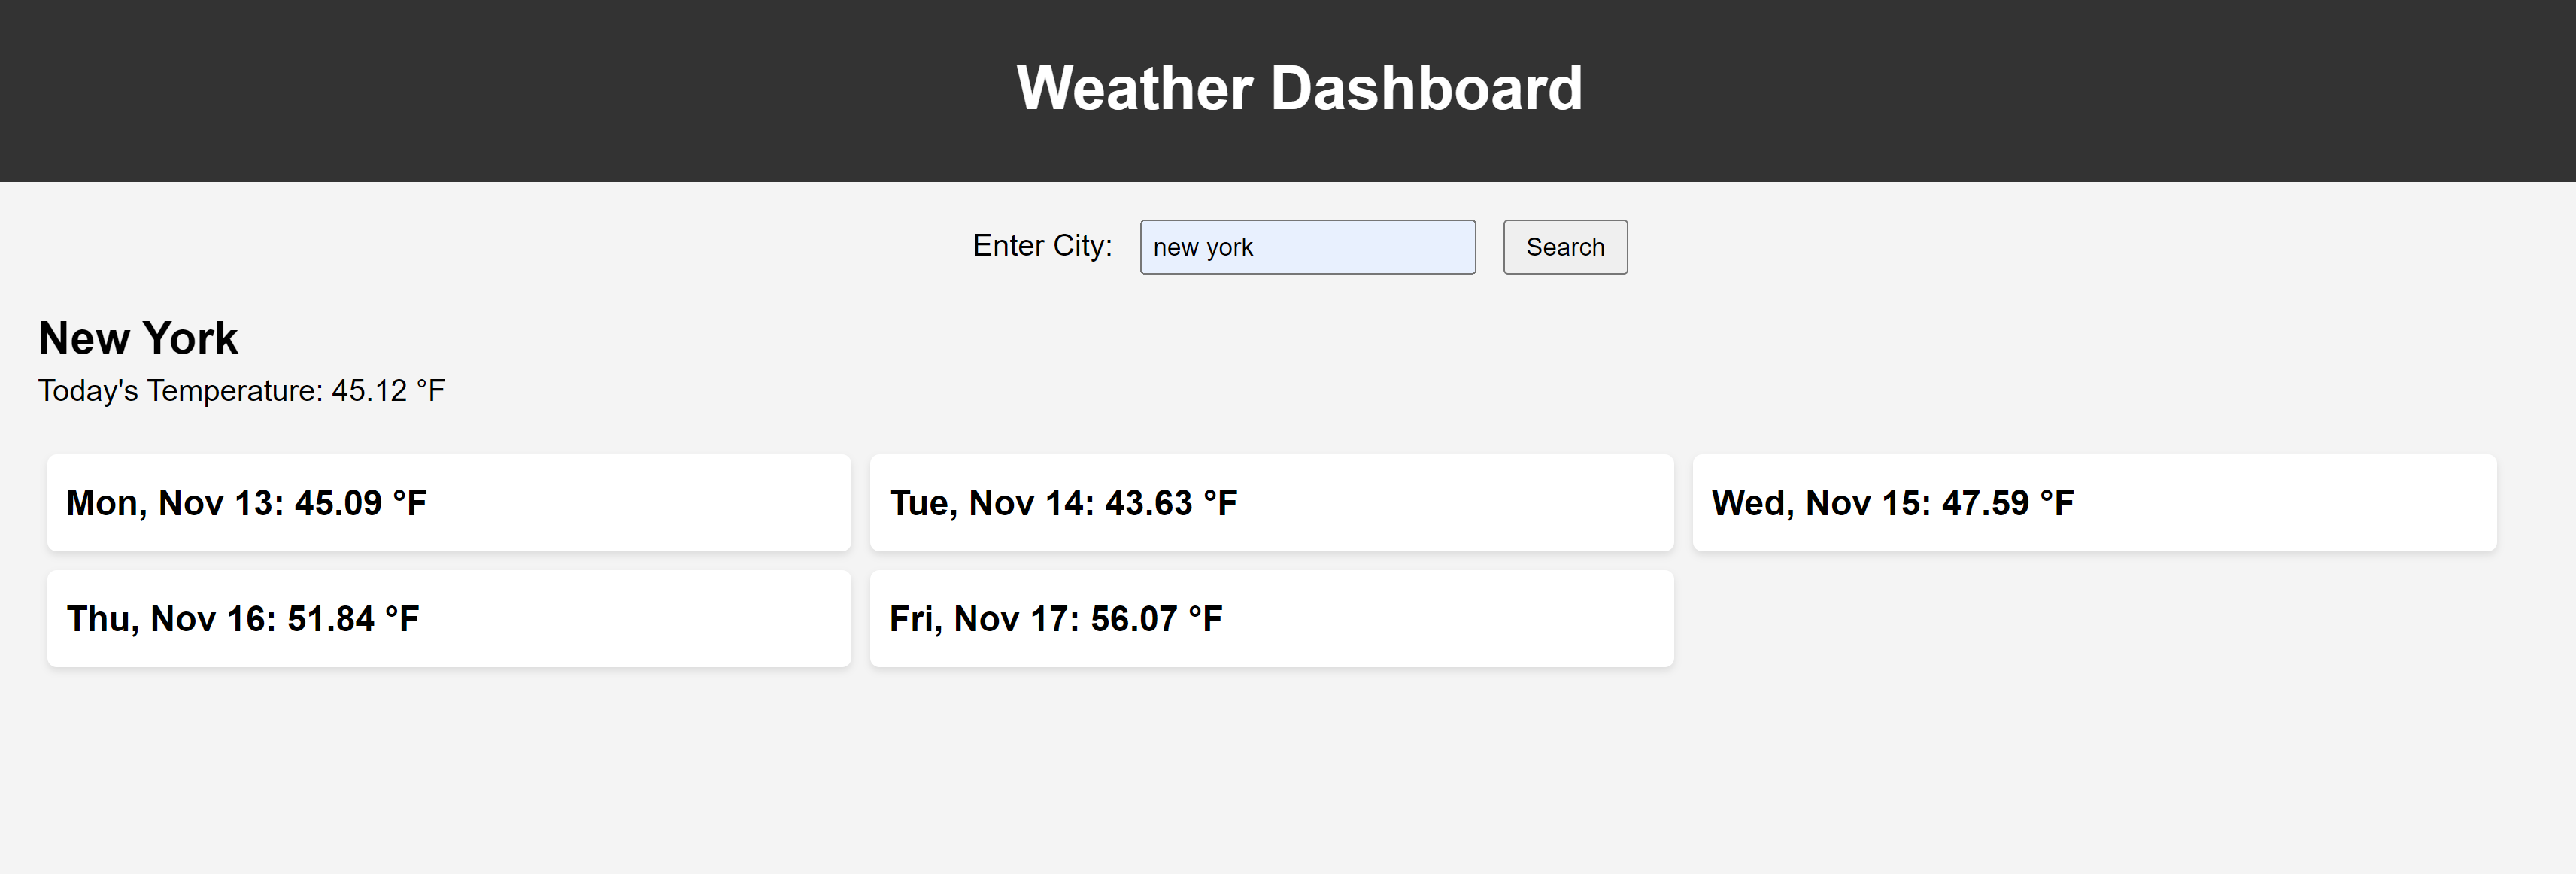 Weather Dashboard
Enter City: new york Search
New York
Today's Temperature: 45.12 °F
Mon, Nov 13: 45.09 °F
Tue, Nov 14: 43.63 °F
Wed, Nov 15: 47.59 °F
Thu, Nov 16: 51.84 °F
Fri, Nov 17: 56.07 °F